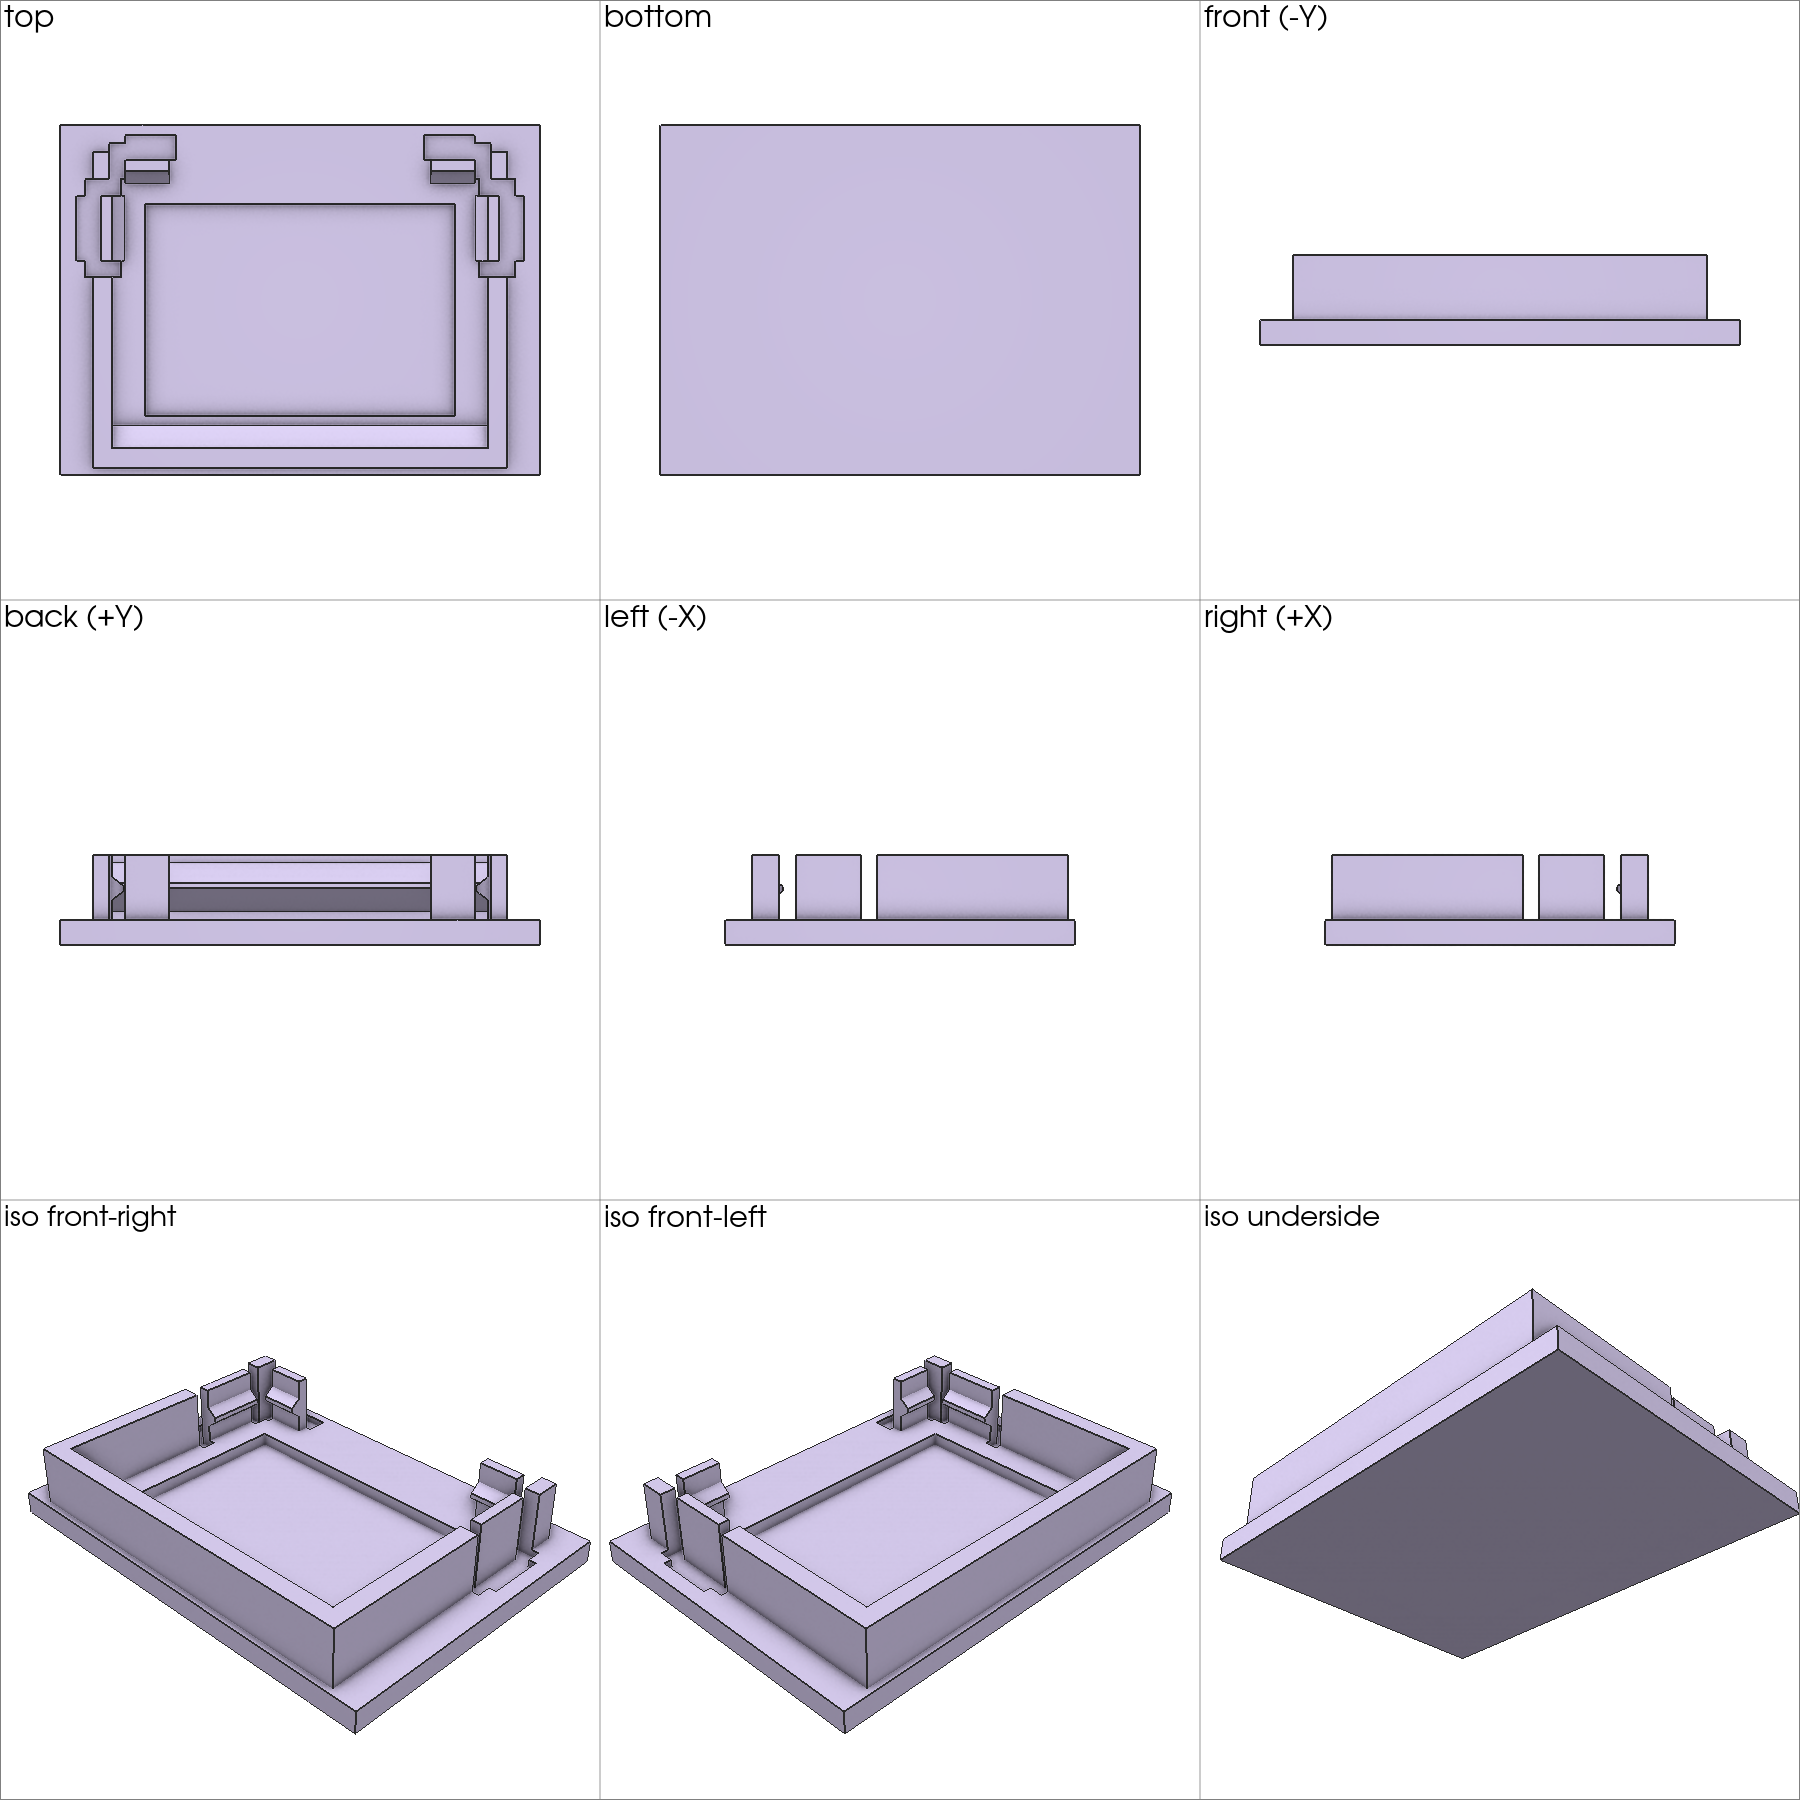 top
bottom
front (-Y)
back (+Y)
left (-X)
right (+X)
iso front-right
iso front-left
iso underside